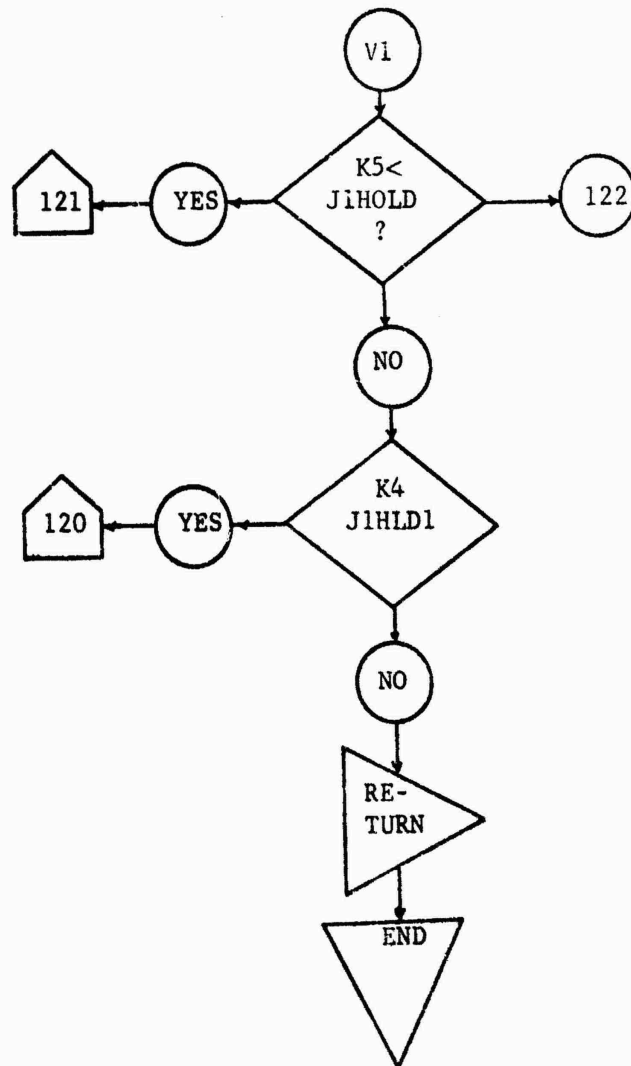 V1
K5<
J1HOLD
?
121
YES
122
NO
K4
J1HLD1
120
YES
NO
RE-
TURN
END